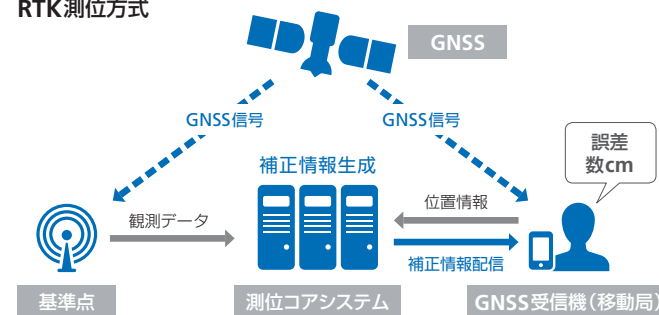 RTK測位方式
GNSS
GNSS信号
GNSS信号
誤差
数cm
補正情報生成
観測データ
位置情報
補正情報配信
基準点
測位コアシステム
GNSS受信機(移動局)